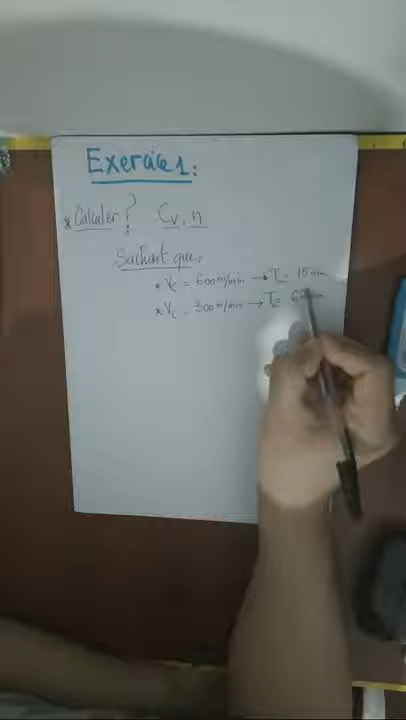 Exercice 1:
* Calculer? Cv, n
Sachant que,
* Vc = 600 m/min → T = 15 min
* Vc = 300 m/min → T =